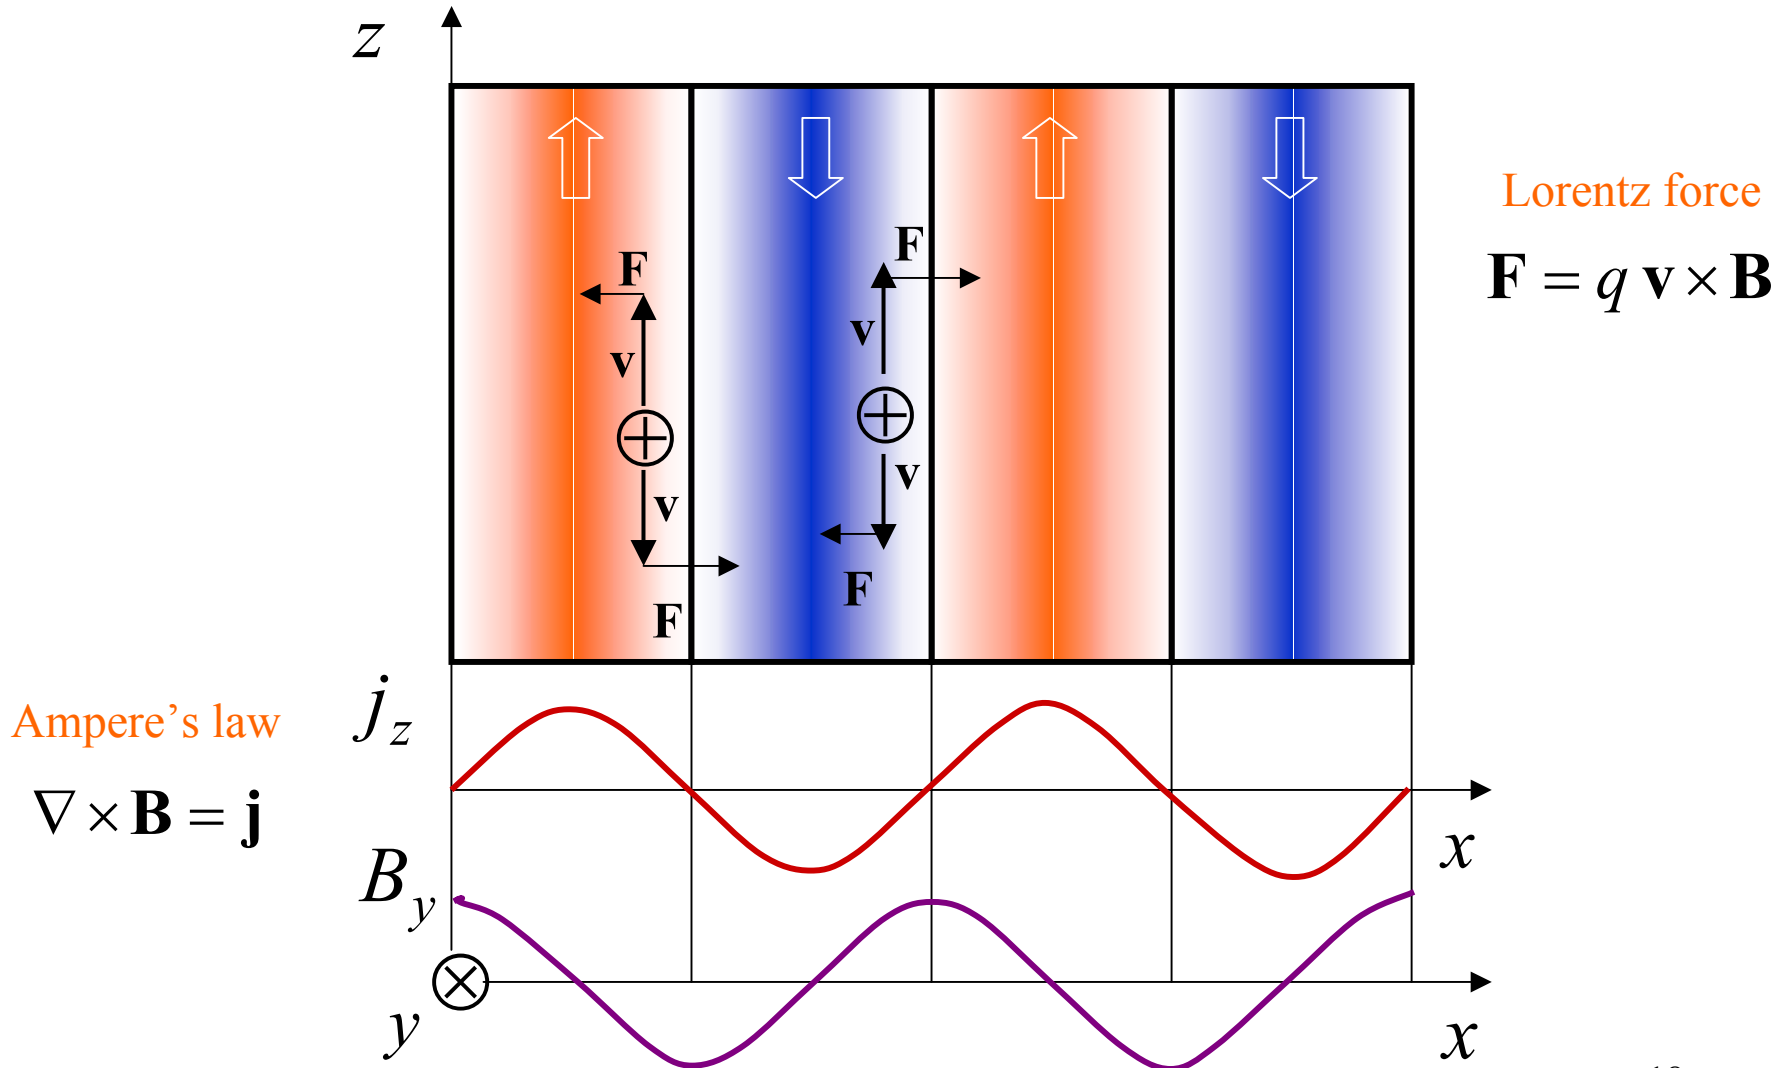 z
Lorentz force
F = q v × B
F
F
v
v
v
v
F
F
j_z
Ampere’s law
∇ × B = j
x
B_y
y
x